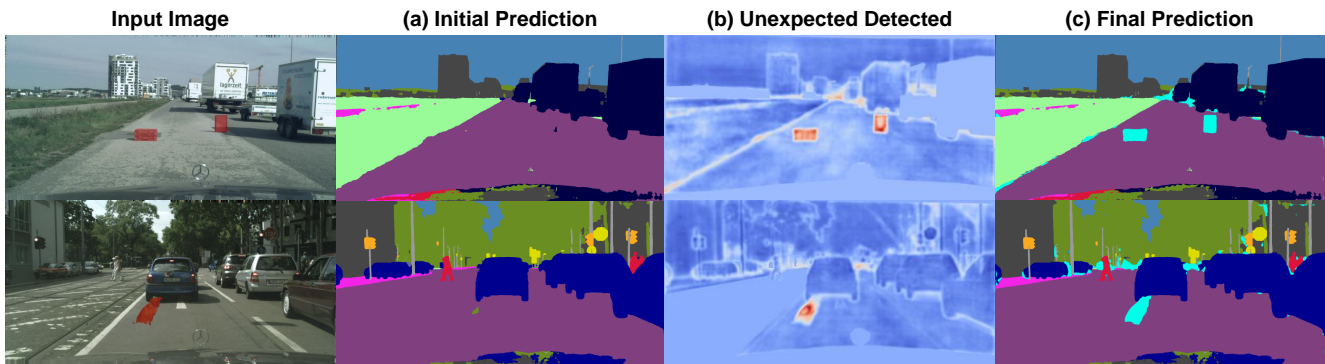 Input Image
(a) Initial Prediction
(b) Unexpected Detected
(c) Final Prediction
lagerzeit